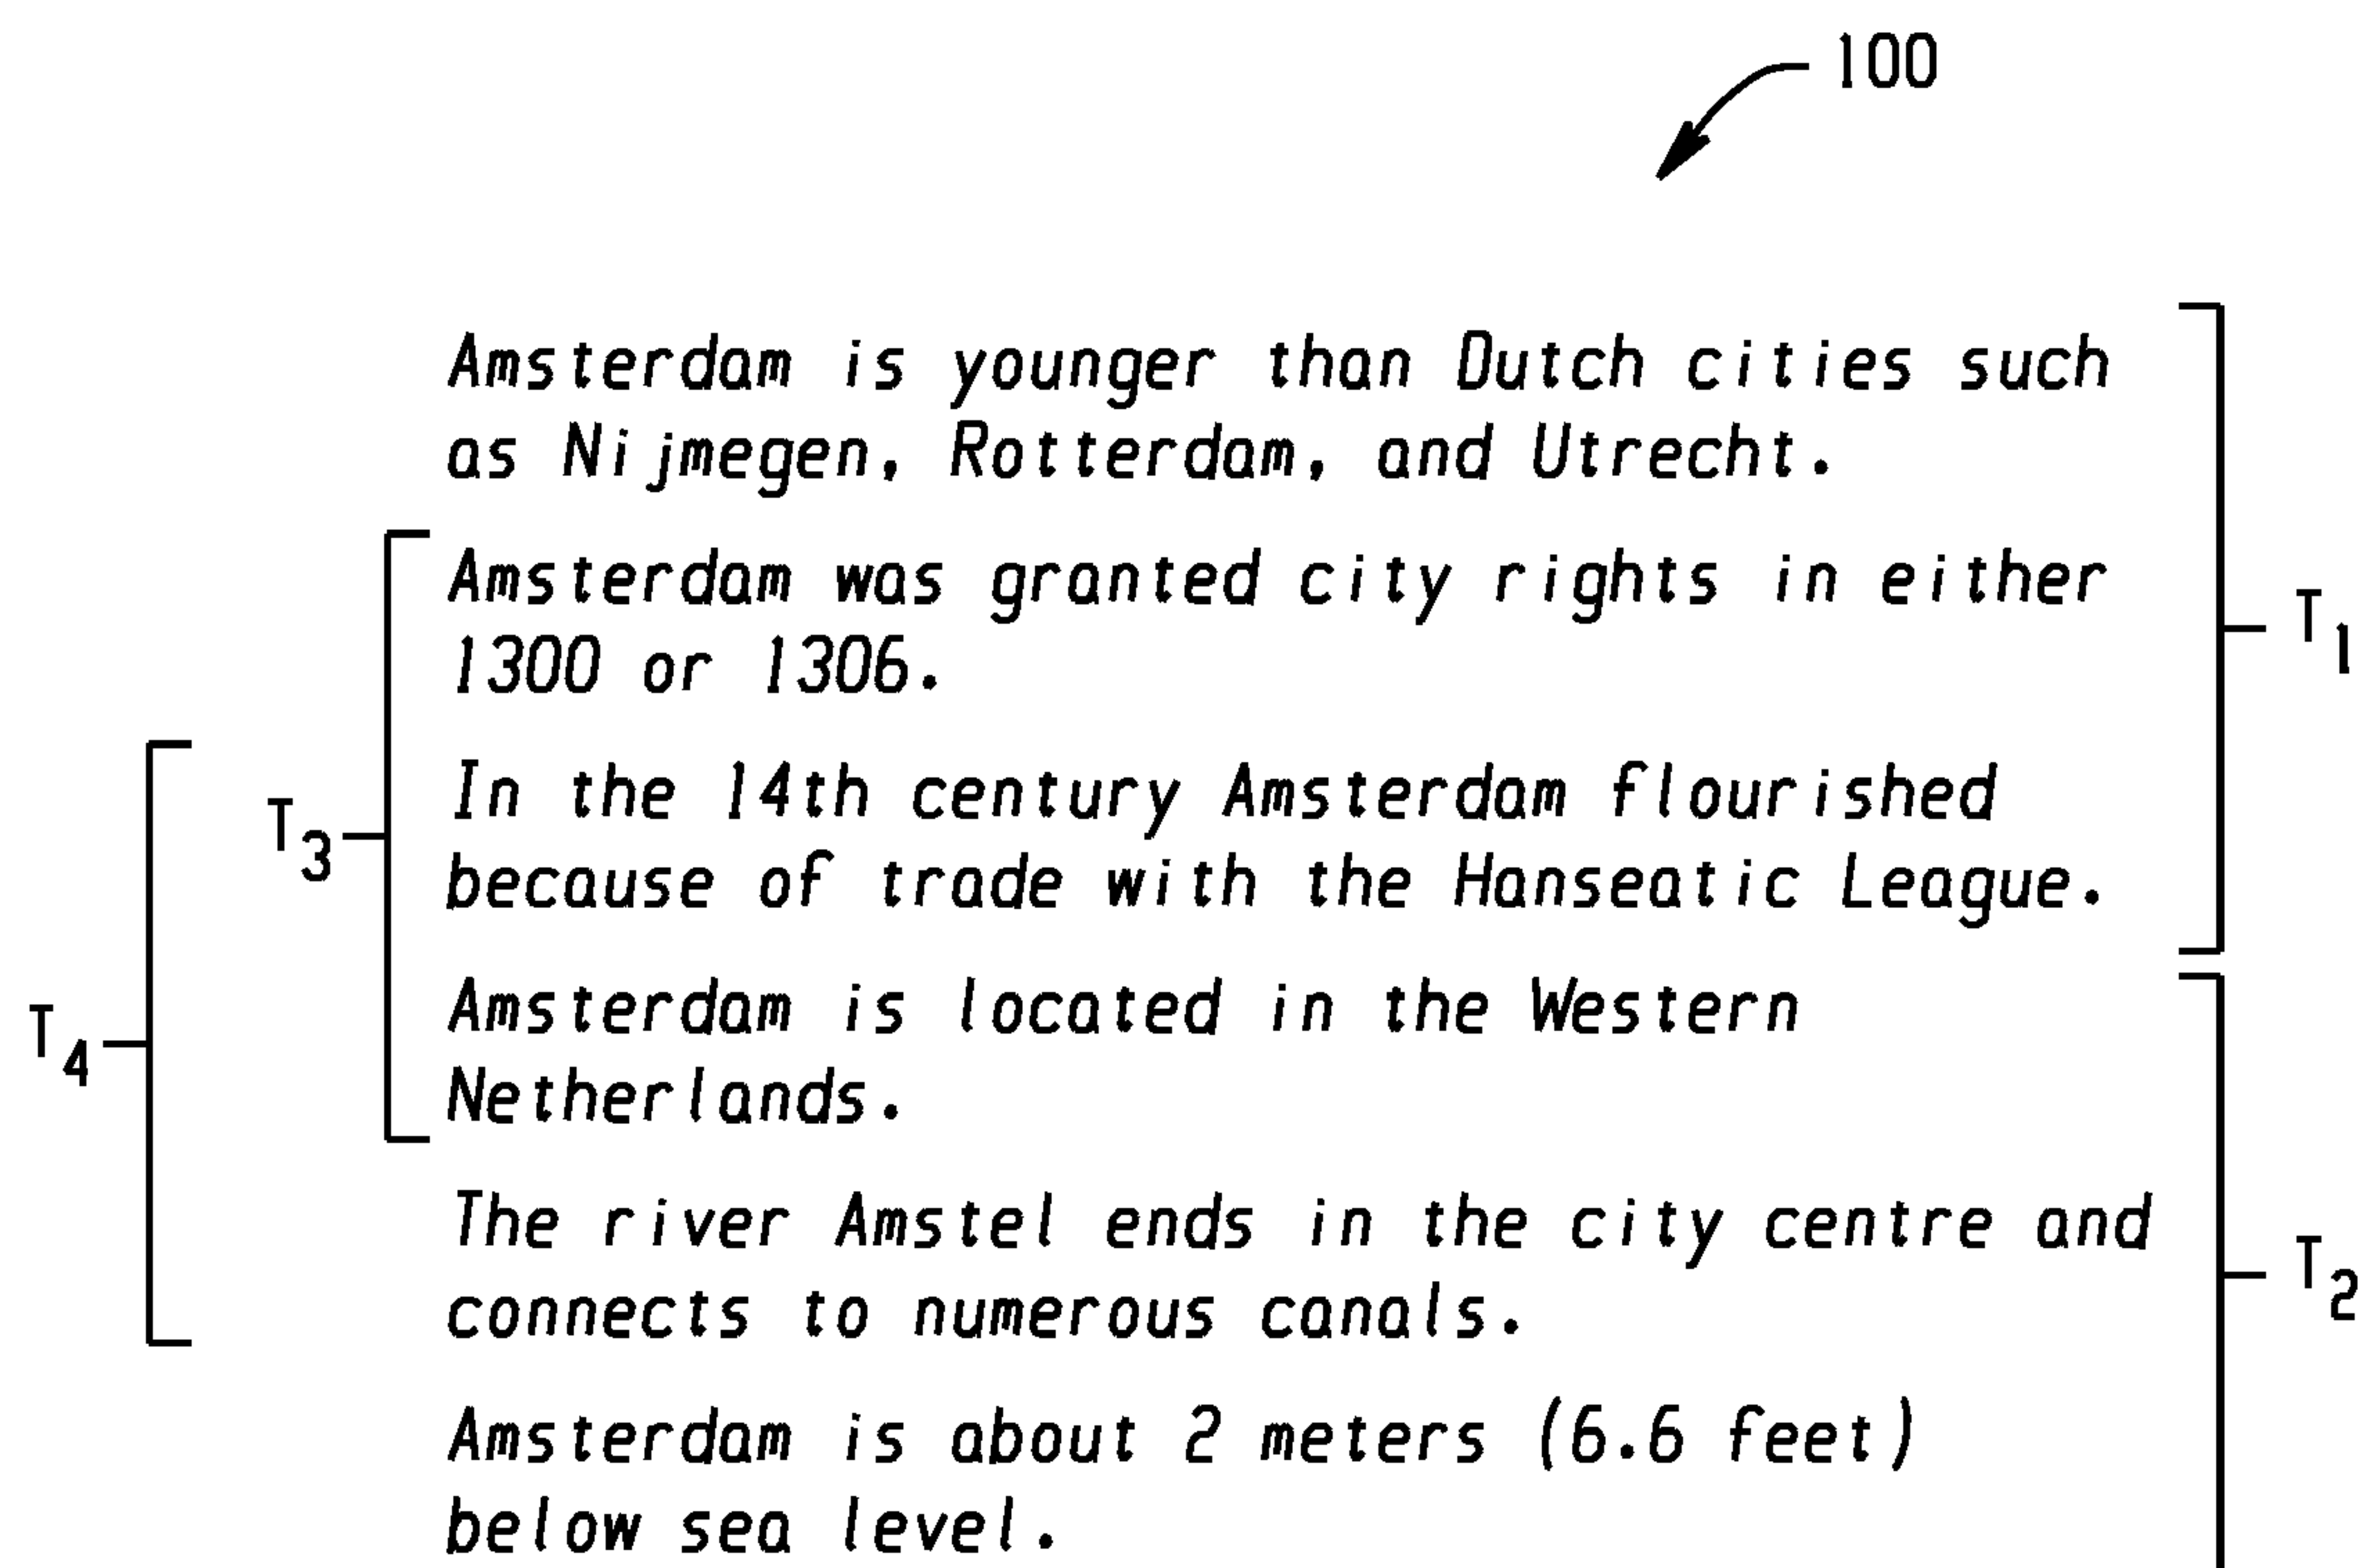 100
Amsterdam is younger than Dutch cities such
as Nijmegen, Rotterdam, and Utrecht.
Amsterdam was granted city rights in either
1300 or 1306.
T1
In the 14th century Amsterdam flourished
T3
because of trade with the Hanseatic League.
Amsterdam is located in the Western
T4
Netherlands.
The river Amstel ends in the city centre and
T2
connects to numerous canals.
Amsterdam is about 2 meters (6.6 feet)
below sea level.